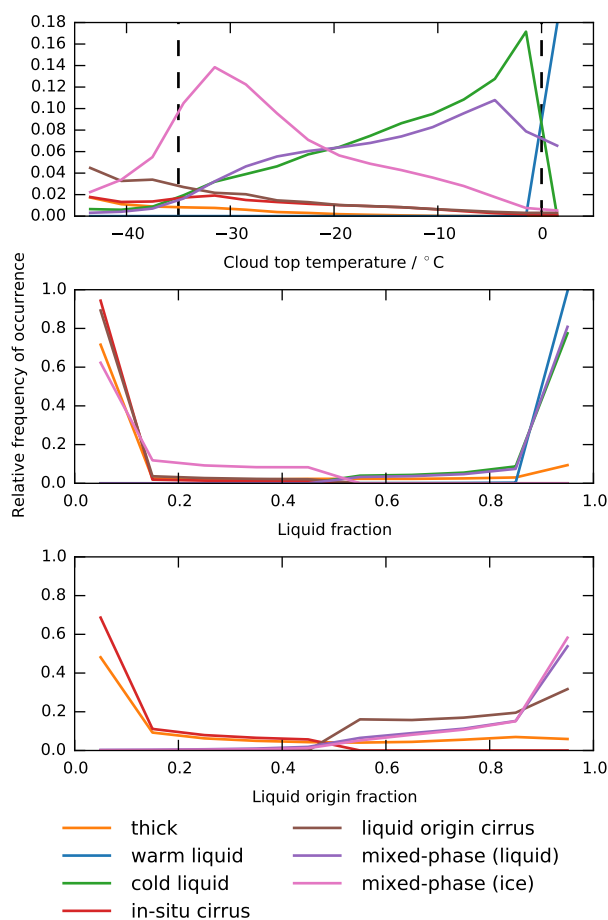 0.18
0.16
0.14
0.12
0.10
0.08
0.06
0.04
0.02
0.00
−40 −30 −20 −10 0
Cloud top temperature / °C
Relative frequency of occurrence
1.0
0.8
0.6
0.4
0.2
0.0
0.0 0.2 0.4 0.6 0.8 1.0
Liquid fraction
1.0
0.8
0.6
0.4
0.2
0.0
0.0 0.2 0.4 0.6 0.8 1.0
Liquid origin fraction
thick
warm liquid
cold liquid
in-situ cirrus
liquid origin cirrus
mixed-phase (liquid)
mixed-phase (ice)